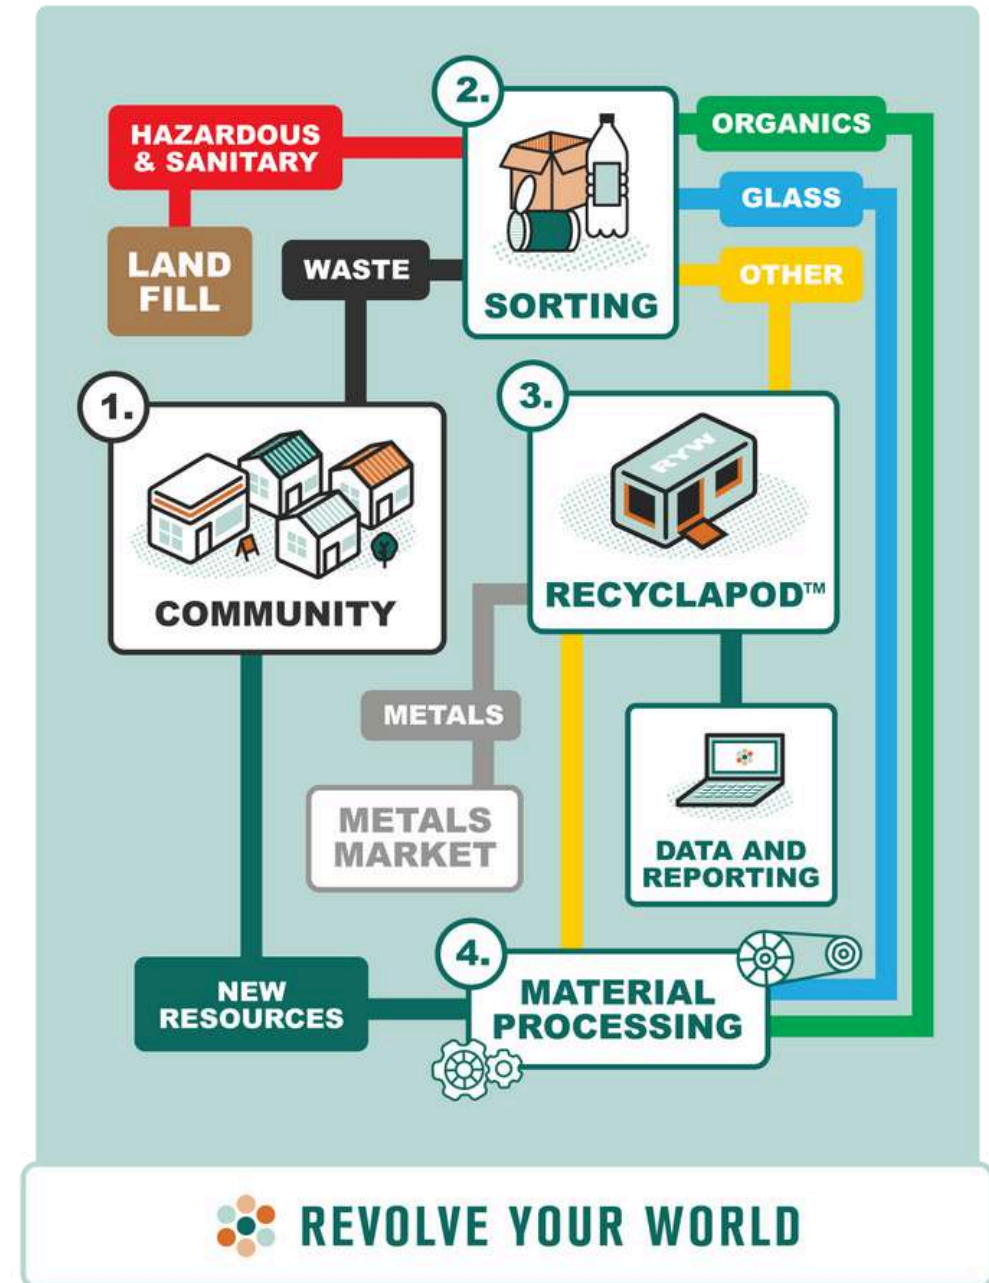 2.
HAZARDOUS
& SANITARY
ORGANICS
GLASS
LAND
FILL
WASTE
OTHER
SORTING
1.
3.
RYW
COMMUNITY
RECYCLAPOD™
METALS
METALS
MARKET
DATA AND
REPORTING
4.
NEW
RESOURCES
MATERIAL
PROCESSING
REVOLVE YOUR WORLD